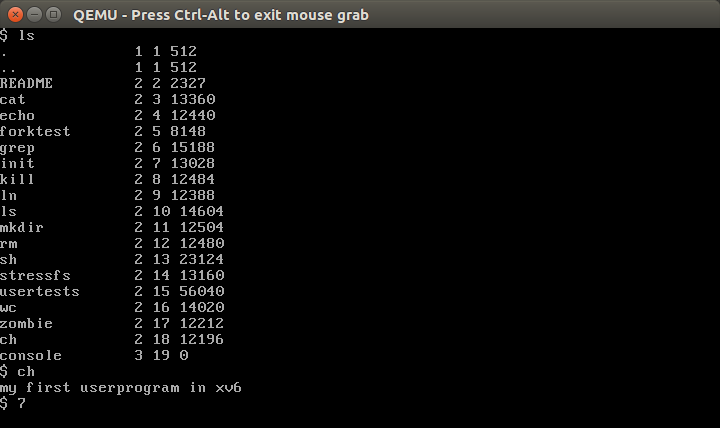 QEMU - Press Ctrl-Alt to exit mouse grab
$ ls
. 1 1 512
.. 1 1 512
README 2 2 2327
cat 2 3 13360
echo 2 4 12440
forktest 2 5 8148
grep 2 6 15188
init 2 7 13028
kill 2 8 12484
ln 2 9 12388
ls 2 10 14604
mkdir 2 11 12504
rm 2 12 12480
sh 2 13 23124
stressfs 2 14 13160
usertests 2 15 56040
wc 2 16 14020
zombie 2 17 12212
ch 2 18 12196
console 3 19 0
$ ch
my first userprogram in xv6
$ 7